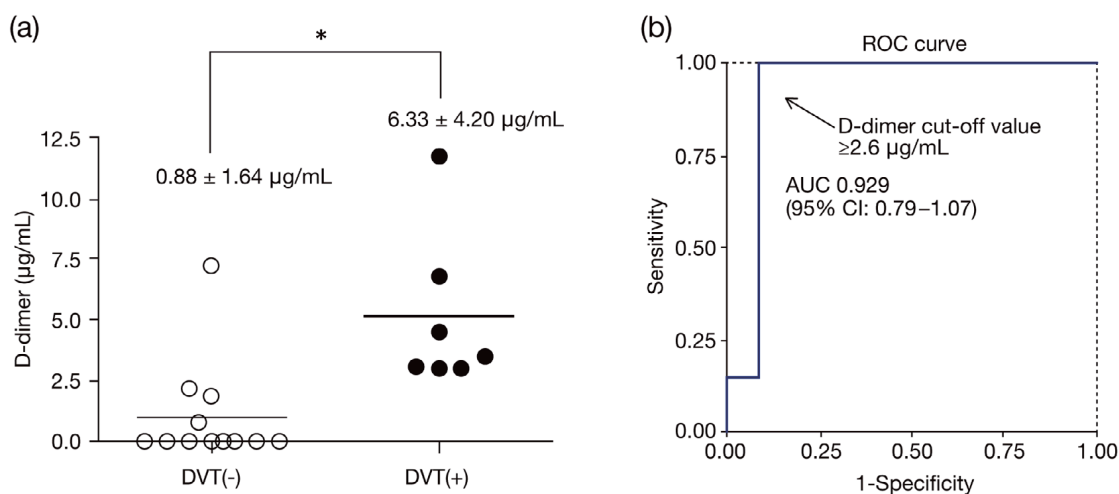 (a)
*
6.33 ± 4.20 µg/mL
0.88 ± 1.64 µg/mL
12.5
10.0
7.5
5.0
2.5
0.0
D-dimer (µg/mL)
DVT(-)
DVT(+)
(b)
ROC curve
1.00
0.75
0.50
0.25
0.00
Sensitivity
D-dimer cut-off value
≥2.6 µg/mL
AUC 0.929
(95% CI: 0.79–1.07)
0.00
0.25
0.50
0.75
1.00
1-Specificity